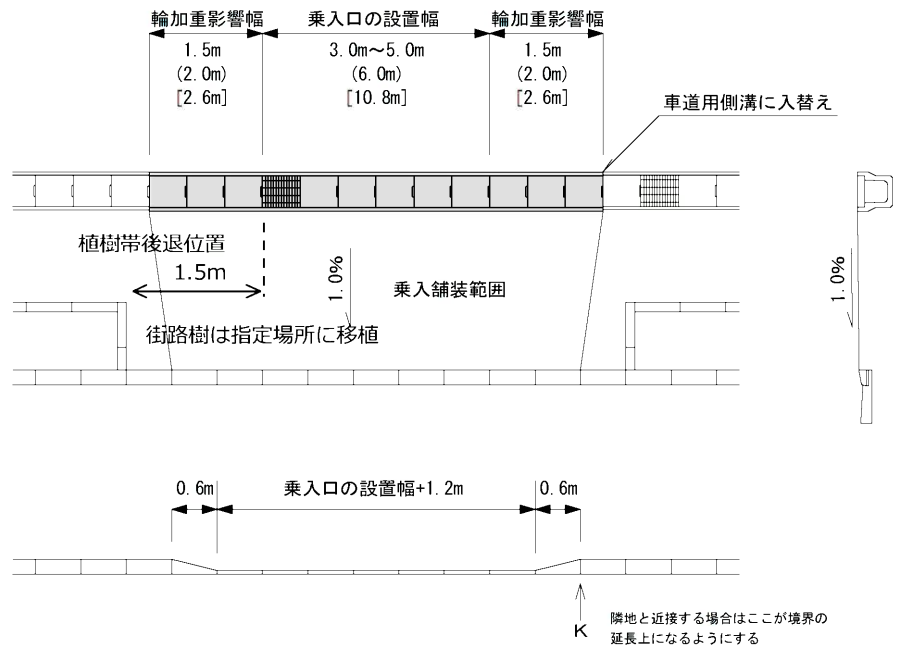 輪加重影響幅
乗入口の設置幅
輪加重影響幅
1.5m
(2.0m)
[2.6m]
3.0m～5.0m
(6.0m)
[10.8m]
1.5m
(2.0m)
[2.6m]
車道用側溝に入替え
植樹帯後退位置
1.5m
1.0%
乗入舗装範囲
1.0%
街路樹は指定場所に移植
0.6m
乗入口の設置幅+1.2m
0.6m
K
隣地と近接する場合はここが境界の
延長上になるようにする